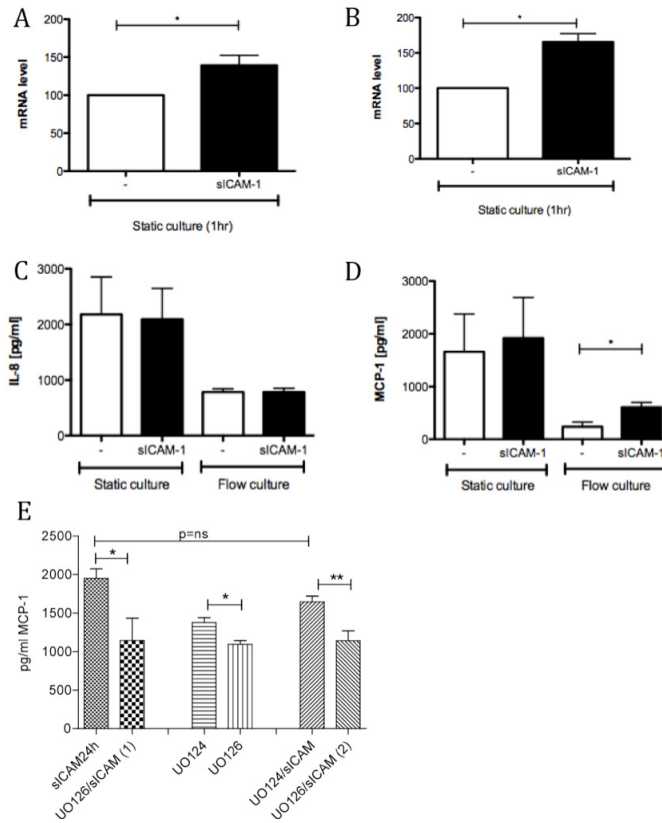 A
*
200
150
100
50
0
mRNA level
- sICAM-1
Static culture (1hr)
B
*
200
150
100
50
0
mRNA level
- sICAM-1
Static culture (1hr)
C
3000
2000
1000
0
IL-8 [pg/ml]
- sICAM-1 - sICAM-1
Static culture Flow culture
D
*
3000
2000
1000
0
MCP-1 [pg/ml]
- sICAM-1 - sICAM-1
Static culture Flow culture
E
p=ns
* * **
2500
2000
1500
1000
500
0
pg/ml MCP-1
sICAM24h
UO126/sICAM (1)
UO124
UO126
UO124/sICAM
UO126/sICAM (2)